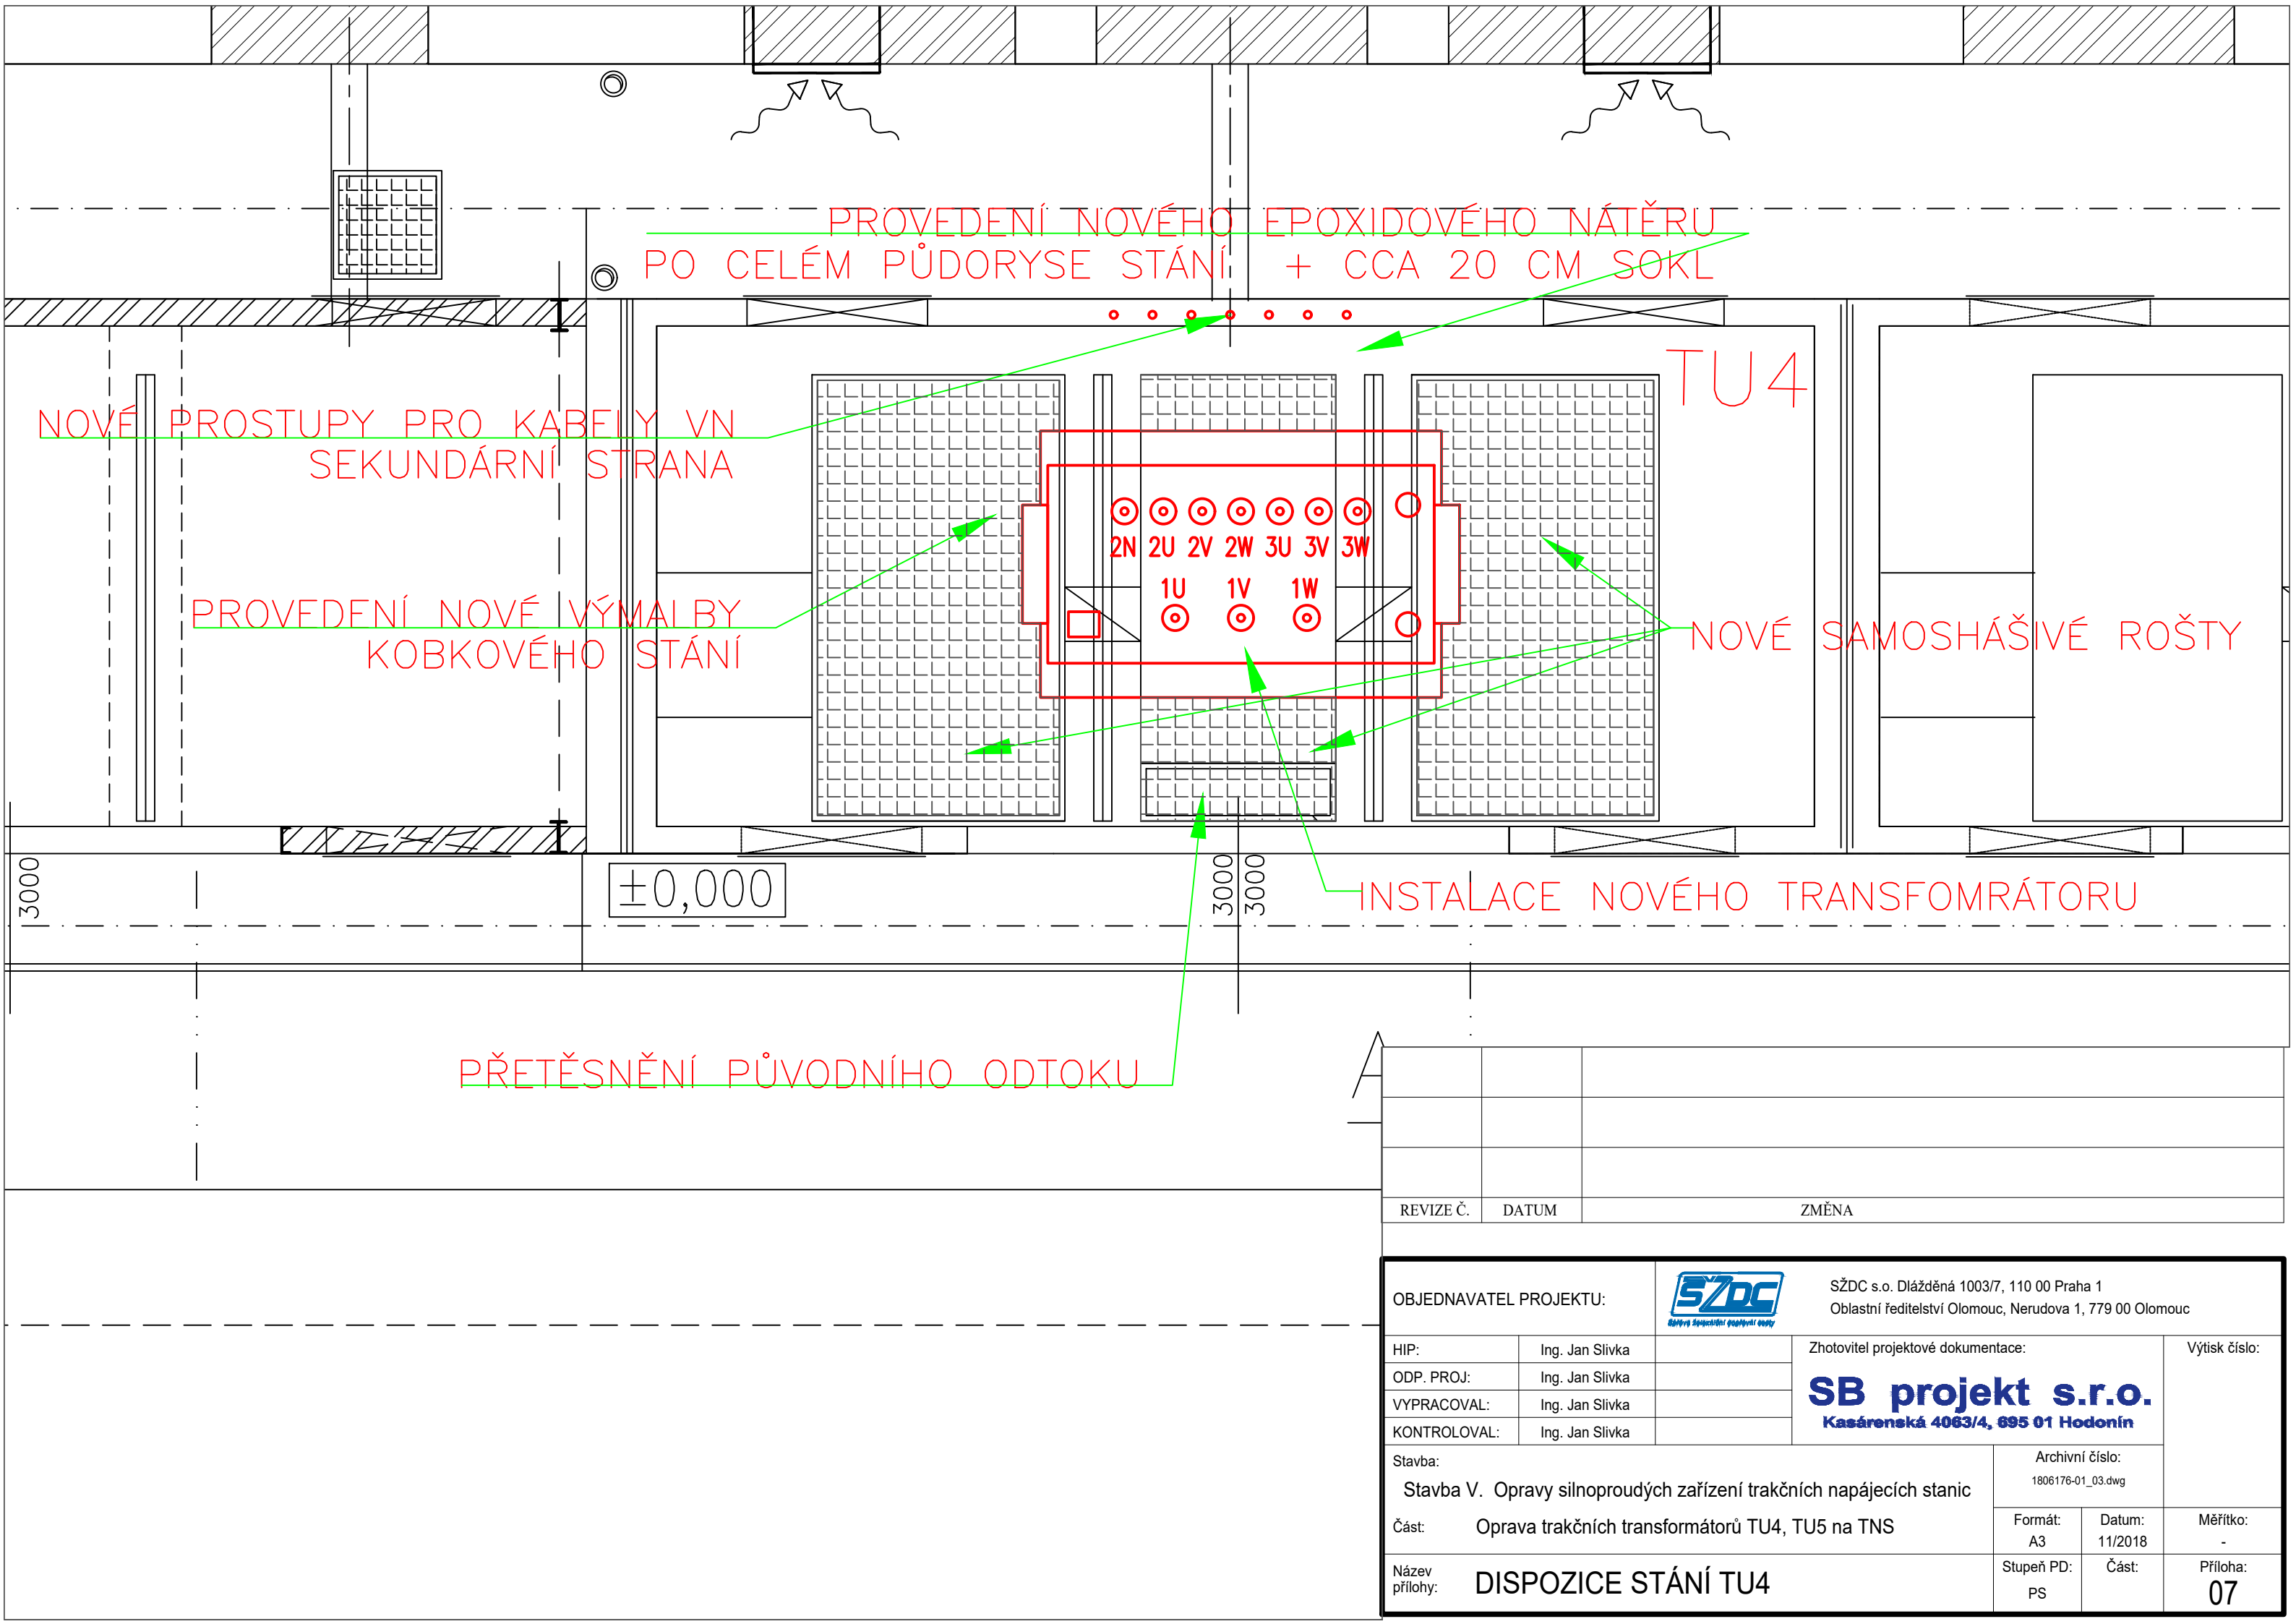 PROVEDENÍ NOVÉHO EPOXIDOVÉHO NÁTĚRU
PO CELÉM PŮDORYSE STÁNÍ + CCA 20 CM SOKL
TU4
NOVÉ PROSTUPY PRO KABELY VN
SEKUNDÁRNÍ STRANA
2N 2U 2V 2W 3U 3V 3W
1U 1V 1W
PROVEDENÍ NOVÉ VÝMALBY
KOBKOVÉHO STÁNÍ
NOVÉ SAMOSHÁŠIVÉ ROŠTY
3000
±0,000
3000
3000
INSTALACE NOVÉHO TRANSFOMRÁTORU
PŘETĚSNĚNÍ PŮVODNÍHO ODTOKU
REVIZE Č. DATUM ZMĚNA
OBJEDNAVATEL PROJEKTU:
SŽDC
Správa železniční dopravní cesty
SŽDC s.o. Dlážděná 1003/7, 110 00 Praha 1
Oblastní ředitelství Olomouc, Nerudova 1, 779 00 Olomouc
HIP: Ing. Jan Slivka
ODP. PROJ: Ing. Jan Slivka
VYPRACOVAL: Ing. Jan Slivka
KONTROLOVAL: Ing. Jan Slivka
Zhotovitel projektové dokumentace:
SB projekt s.r.o.
Kasárenská 4063/4, 695 01 Hodonín
Výtisk číslo:
Stavba:
Stavba V. Opravy silnoproudých zařízení trakčních napájecích stanic
Archivní číslo:
1806176-01_03.dwg
Část: Oprava trakčních transformátorů TU4, TU5 na TNS
Formát:
A3
Datum:
11/2018
Měřítko:
-
Název
přílohy:
DISPOZICE STÁNÍ TU4
Stupeň PD:
PS
Část:
Příloha:
07